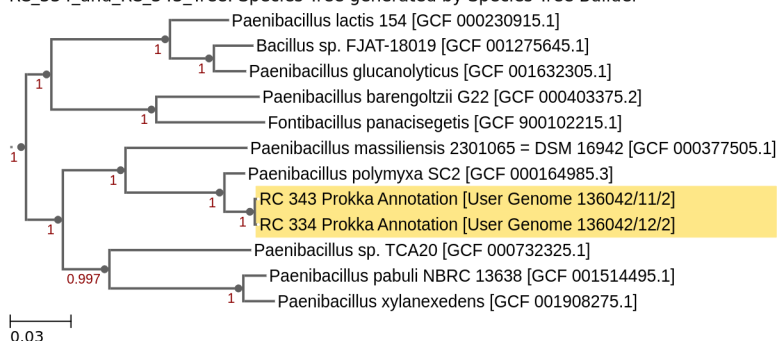 Paenibacillus lactis 154 [GCF 000230915.1]
1
Bacillus sp. FJAT-18019 [GCF 001275645.1]
1
Paenibacillus glucanolyticus [GCF 001632305.1]
1
Paenibacillus barengoltzii G22 [GCF 000403375.2]
1
Fontibacillus panacisegetis [GCF 900102215.1]
1
Paenibacillus massiliensis 2301065 = DSM 16942 [GCF 000377505.1]
1
Paenibacillus polymyxa SC2 [GCF 000164985.3]
1
RC 343 Prokka Annotation [User Genome 136042/11/2]
1
RC 334 Prokka Annotation [User Genome 136042/12/2]
1
Paenibacillus sp. TCA20 [GCF 000732325.1]
0.997
Paenibacillus pabuli NBRC 13638 [GCF 001514495.1]
1
Paenibacillus xylanexedens [GCF 001908275.1]
0.03